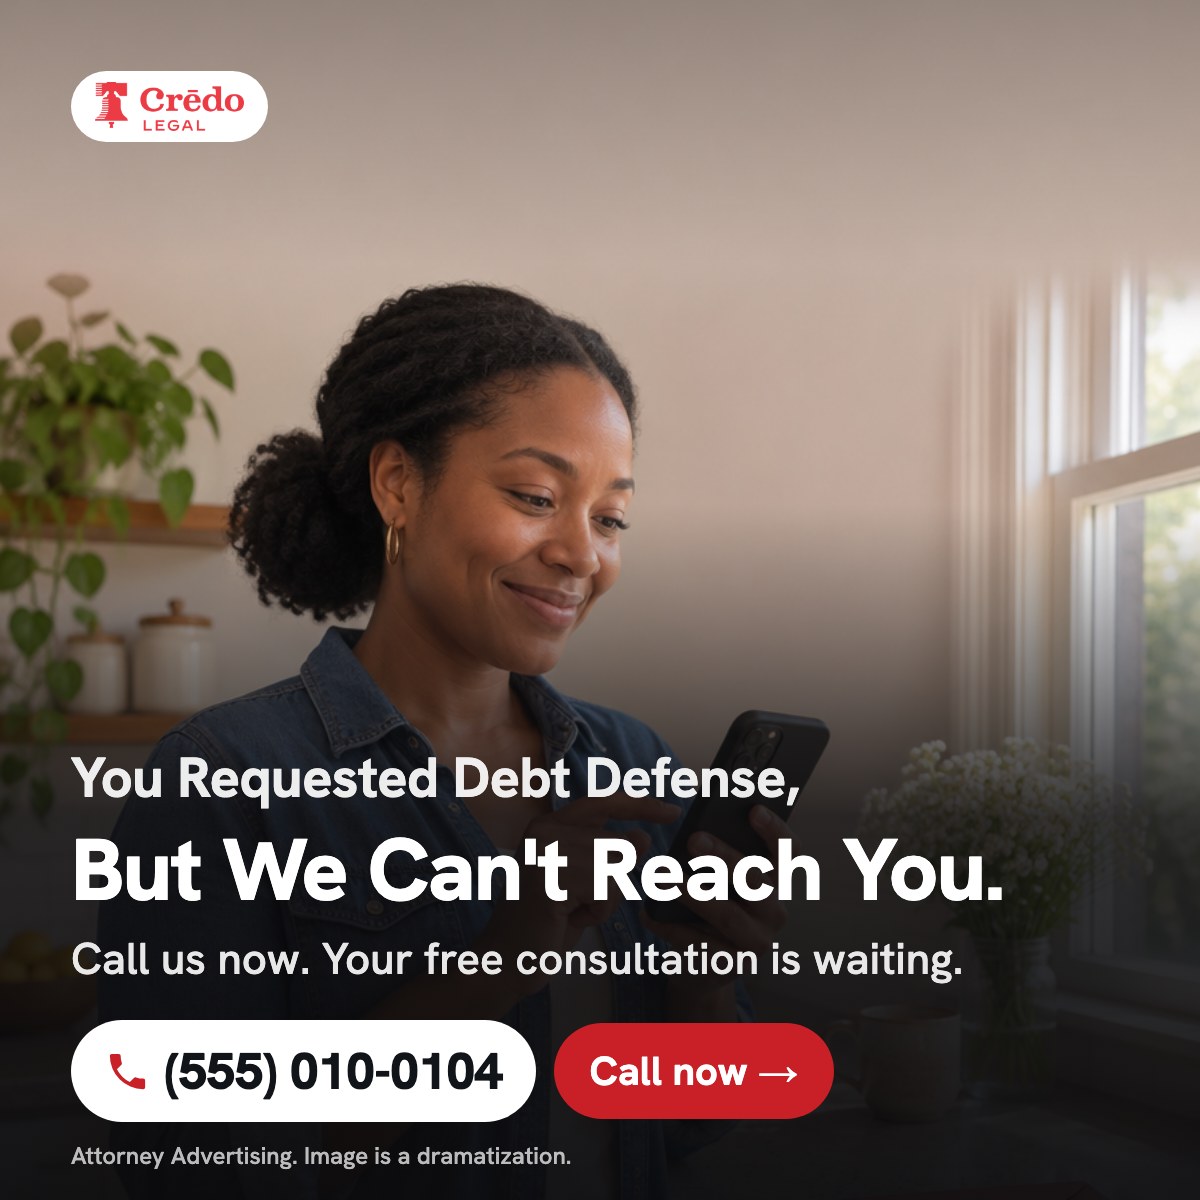 Crēdo
LEGAL
You Requested Debt Defense,
But We Can't Reach You.
Call us now. Your free consultation is waiting.
(555) 010-0104
Call now →
Attorney Advertising. Image is a dramatization.